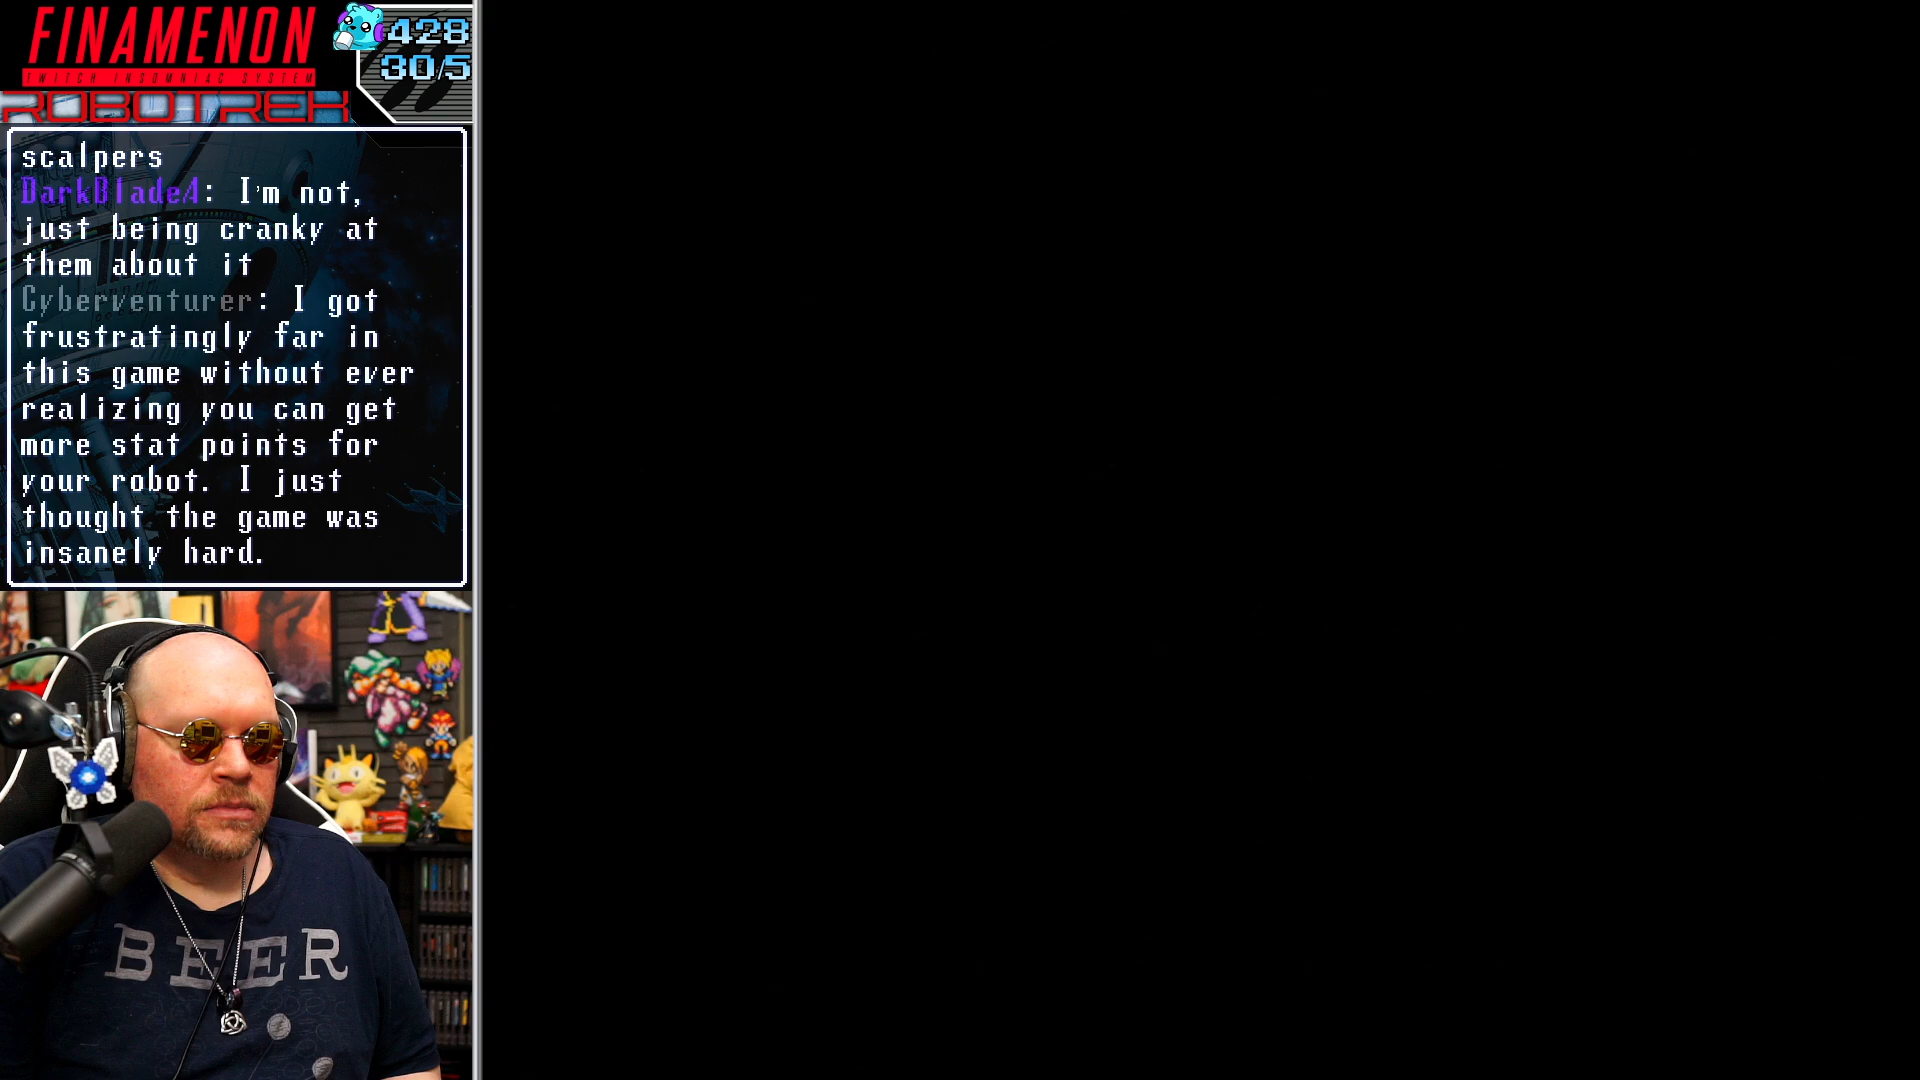 FINAMENON
TWITCH INSOMNIAC SYSTEM
428
30/5
ROBOTREK
scalpers
DarkBlade4: I'm not,
just being cranky at
them about it
Cyberventurer: I got
frustratingly far in
this game without ever
realizing you can get
more stat points for
your robot. I just
thought the game was
insanely hard.
BEER